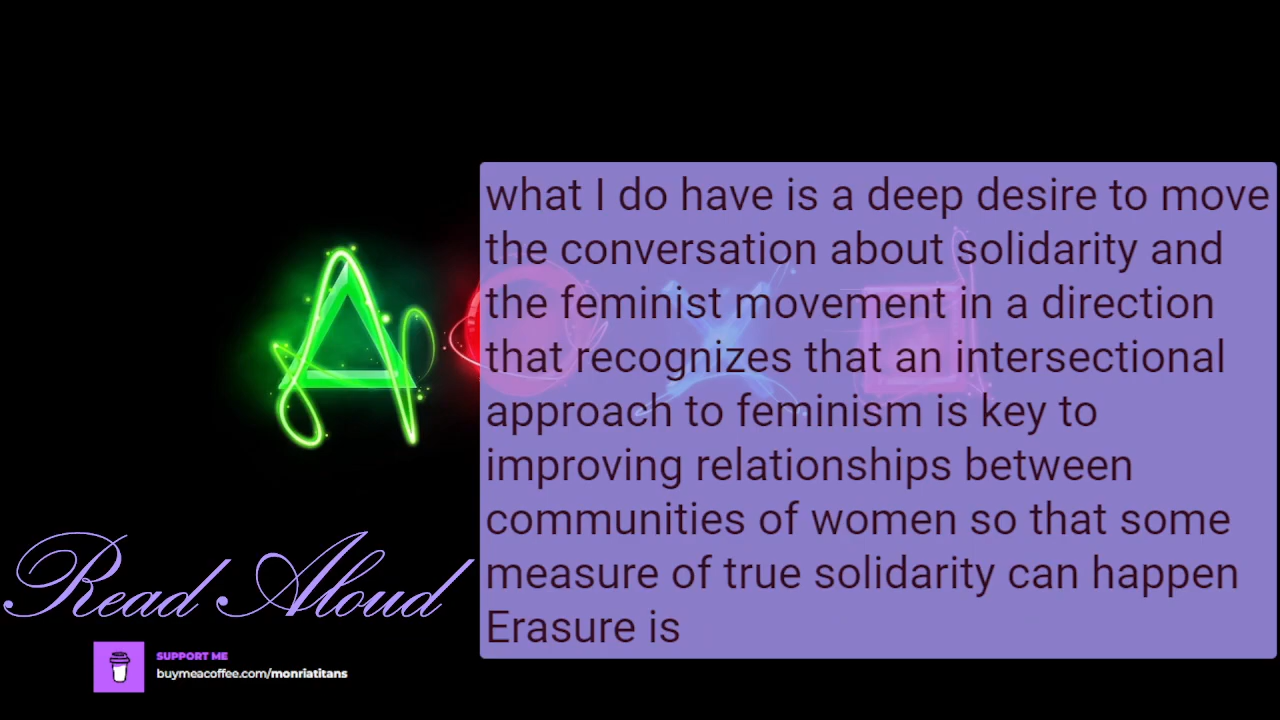 what I do have is a deep desire to move
the conversation about solidarity and
the feminist movement in a direction
that recognizes that an intersectional
approach to feminism is key to
improving relationships between
communities of women so that some
measure of true solidarity can happen
Erasure is
Read Aloud
SUPPORT ME
buymeacoffee.com/monriatitans